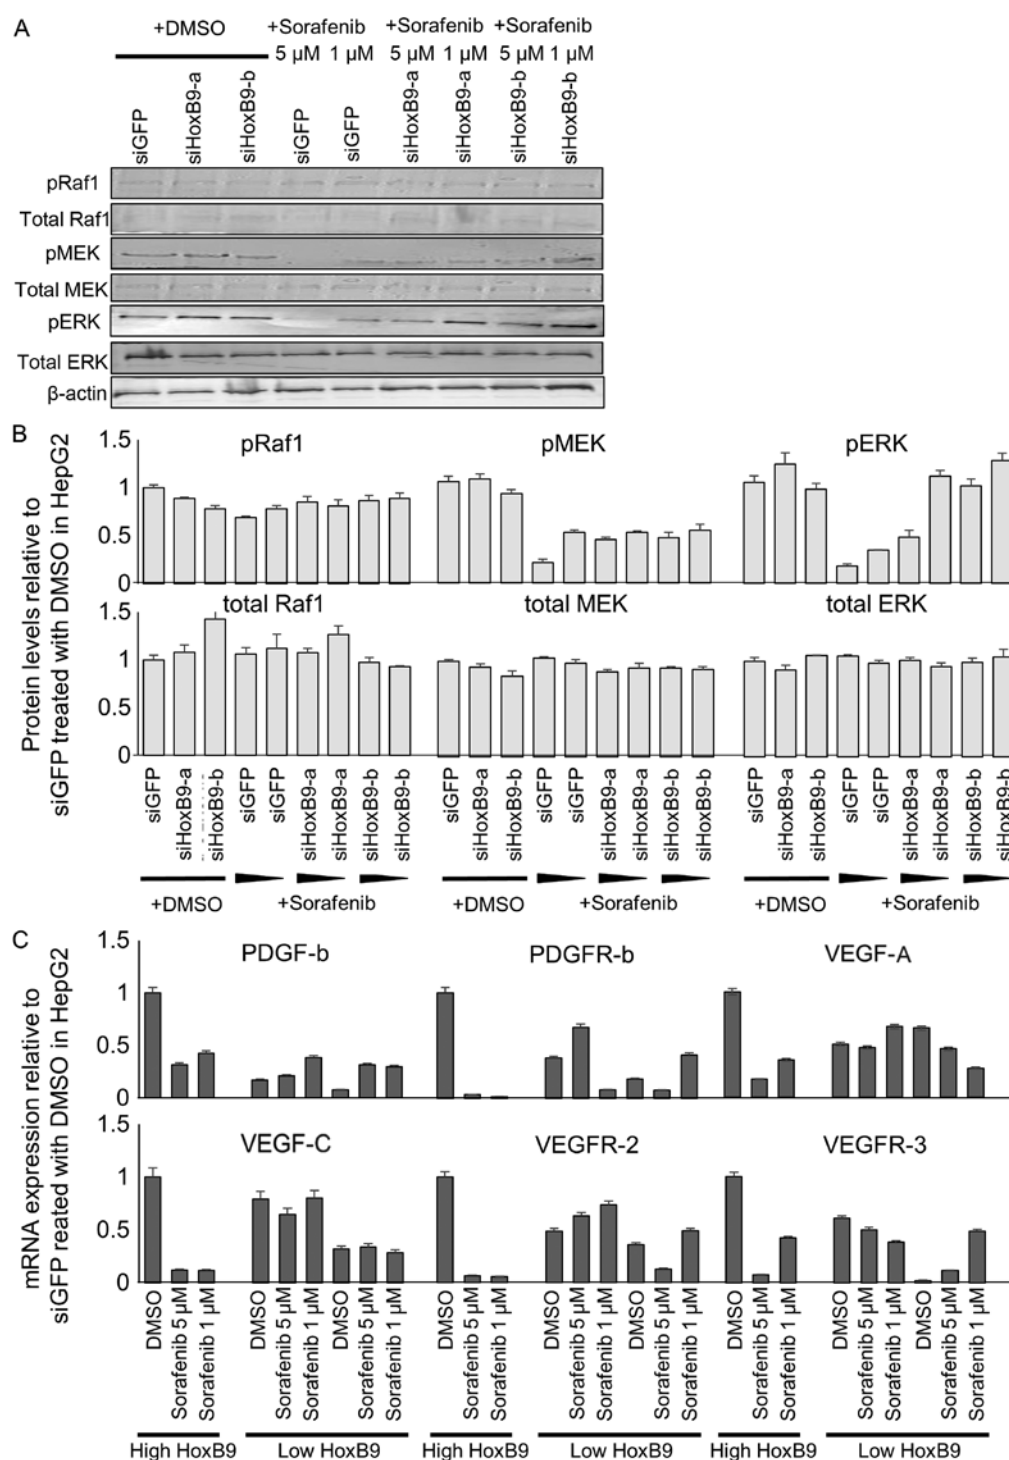 A
+DMSO
+Sorafenib +Sorafenib +Sorafenib
5 µM 1 µM 5 µM 1 µM 5 µM 1 µM
siGFP siHoxB9-a siHoxB9-b siGFP siGFP siHoxB9-a siHoxB9-a siHoxB9-b siHoxB9-b
pRaf1
Total Raf1
pMEK
Total MEK
pERK
Total ERK
β-actin
B
Protein levels relative to
siGFP treated with DMSO in HepG2
pRaf1 pMEK pERK
1.5
1
0.5
0
total Raf1 total MEK total ERK
1.5
1
0.5
0
siGFP siHoxB9-a siHoxB9-b siGFP siGFP siHoxB9-a siHoxB9-a siHoxB9-b siHoxB9-b siGFP siHoxB9-a siHoxB9-b siGFP siGFP siHoxB9-a siHoxB9-a siHoxB9-b siHoxB9-b siGFP siHoxB9-a siHoxB9-b siGFP siGFP siHoxB9-a siHoxB9-a siHoxB9-b siHoxB9-b
+DMSO +Sorafenib +DMSO +Sorafenib +DMSO +Sorafenib
C
mRNA expression relative to
siGFP reated with DMSO in HepG2
PDGF-b PDGFR-b VEGF-A
1.5
1
0.5
0
VEGF-C VEGFR-2 VEGFR-3
1.5
1
0.5
0
DMSO Sorafenib 5 µM Sorafenib 1 µM DMSO Sorafenib 5 µM Sorafenib 1 µM DMSO Sorafenib 5 µM Sorafenib 1 µM DMSO Sorafenib 5 µM Sorafenib 1 µM DMSO Sorafenib 5 µM Sorafenib 1 µM DMSO Sorafenib 5 µM Sorafenib 1 µM DMSO Sorafenib 5 µM Sorafenib 1 µM DMSO Sorafenib 5 µM Sorafenib 1 µM DMSO Sorafenib 5 µM Sorafenib 1 µM
High HoxB9 Low HoxB9 High HoxB9 Low HoxB9 High HoxB9 Low HoxB9